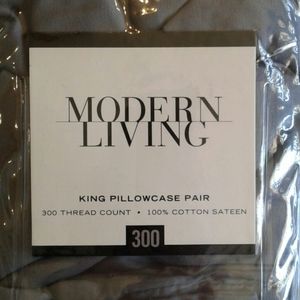 MODERN
LIVING
KING PILLOWCASE PAIR
300 THREAD COUNT • 100% COTTON SATEEN
300